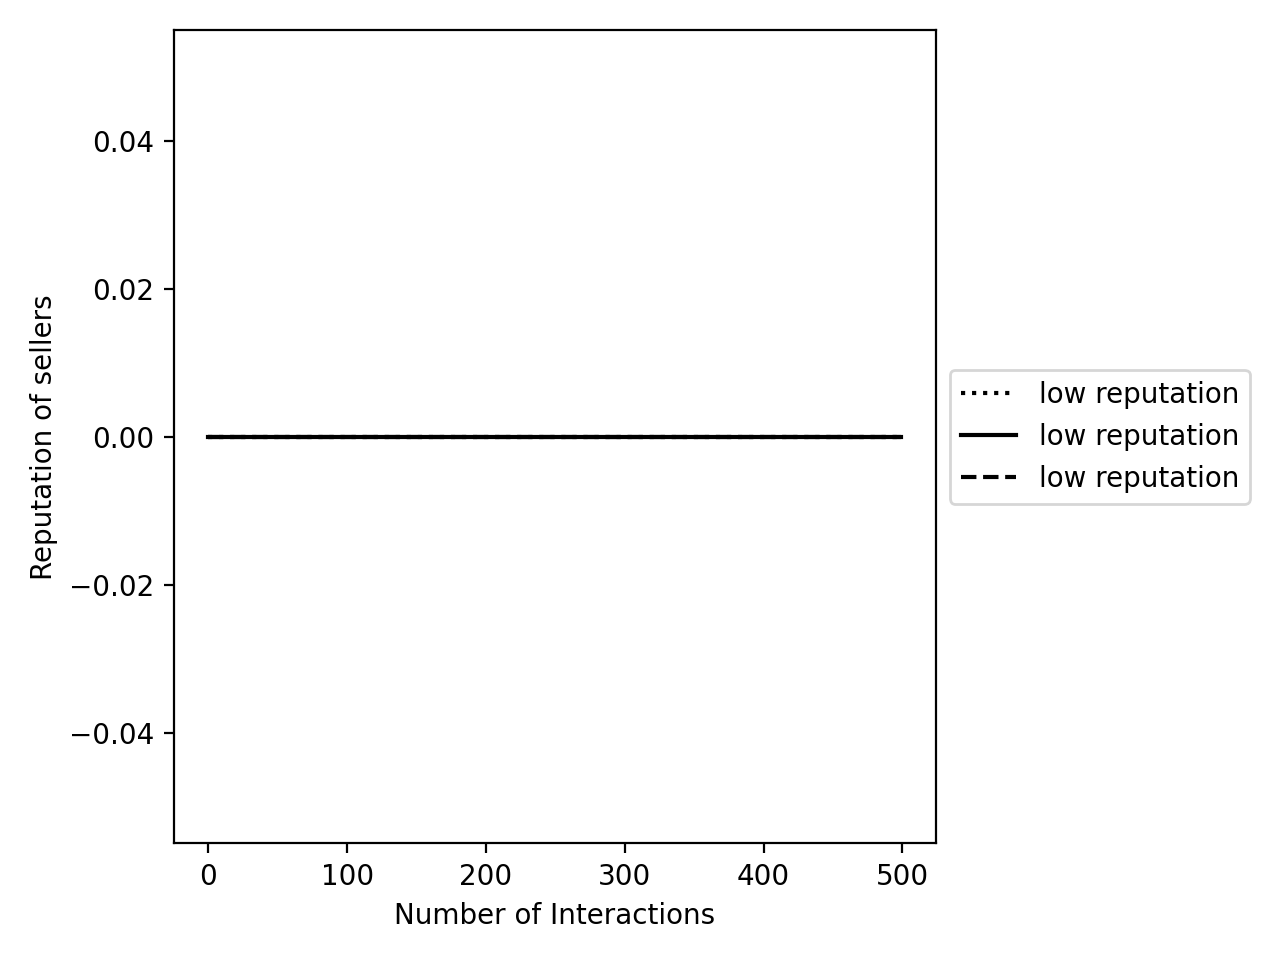 Reputation of sellers
0.04
0.02
0.00
−0.02
−0.04
0 100 200 300 400 500
Number of Interactions
low reputation
low reputation
low reputation